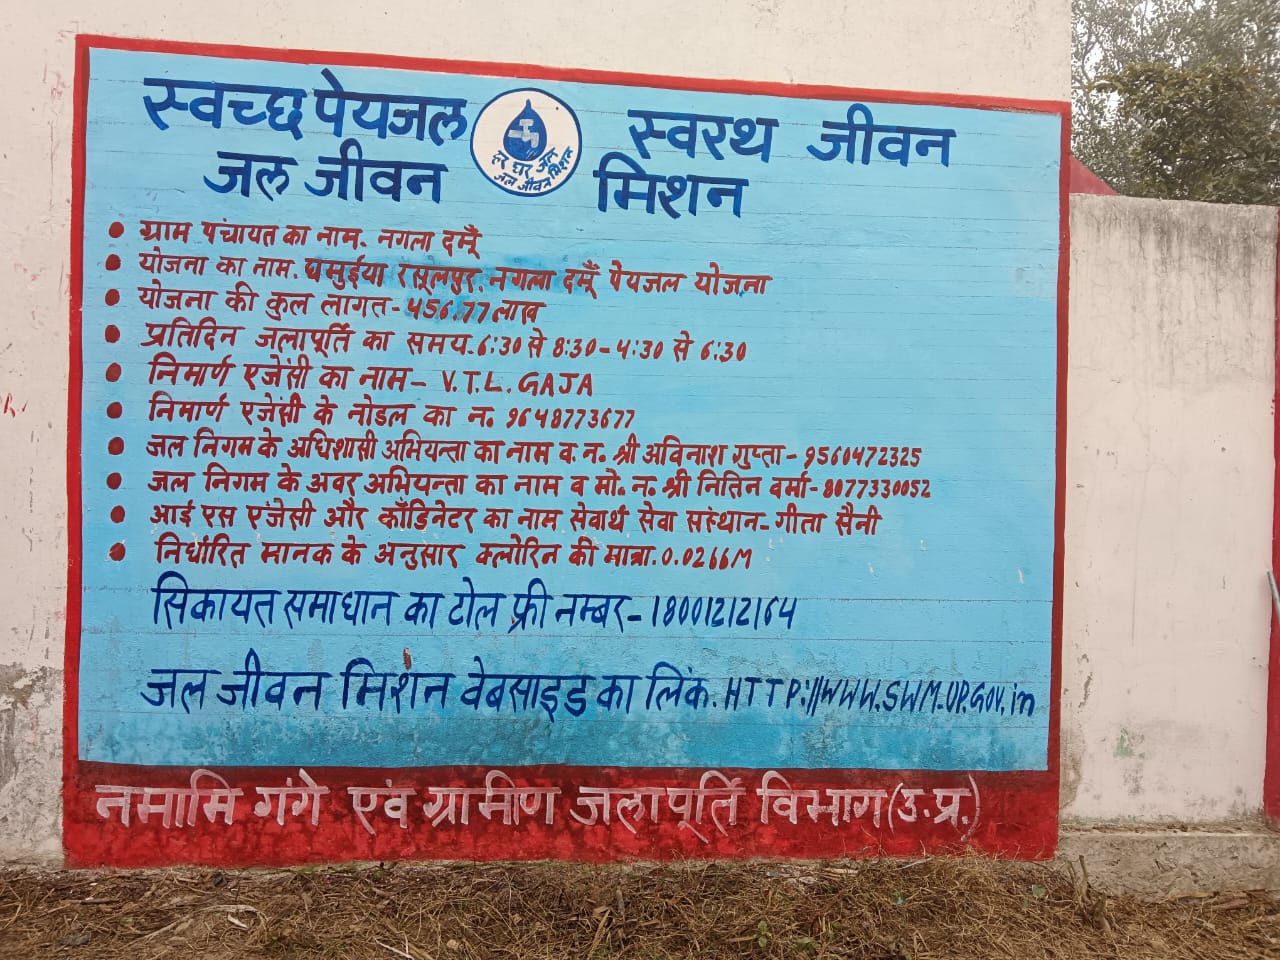 स्वच्छ पेयजल स्वस्थ जीवन
जल जीवन मिशन
हर घर जल
जल जीवन मिशन
• ग्राम पंचायत का नाम. नगला दमूँ
• योजना का नाम. घमुईया रसूलपुर. नगला दमूँ पेयजल योजना
• योजना की कुल लागत-456.77 लाख
• प्रतिदिन जलापूर्ति का समय. 6:30 से 8:30-4:30 से 6:30
• निमार्ण एजेंसी का नाम- V.T.L. GAJA
• निमार्ण एजेंसी के नोडल का न. 9648773677
• जल निगम के अधिशासी अभियन्ता का नाम व. न. श्री अविनाश गुप्ता-9560472325
• जल निगम के अवर अभियन्ता का नाम व मो. न. श्री नितिन वर्मा-8077330052
• आई एस एजेंसी और कॉंडिनेटर का नाम सेवार्थ सेवा संस्थान-गीता सैनी
• निर्धारित मानक के अनुसार क्लोरिन की मात्रा. 0.0266M
सिकायत समाधान का टोल फ्री नम्बर-18001212164
जल जीवन मिशन वेबसाइड का लिंक. HTTP://WWW.SWM.UP.GOV.in
नमामि गंगे एवं ग्रामीण जलापूर्ति विभाग (उ.प्र.)